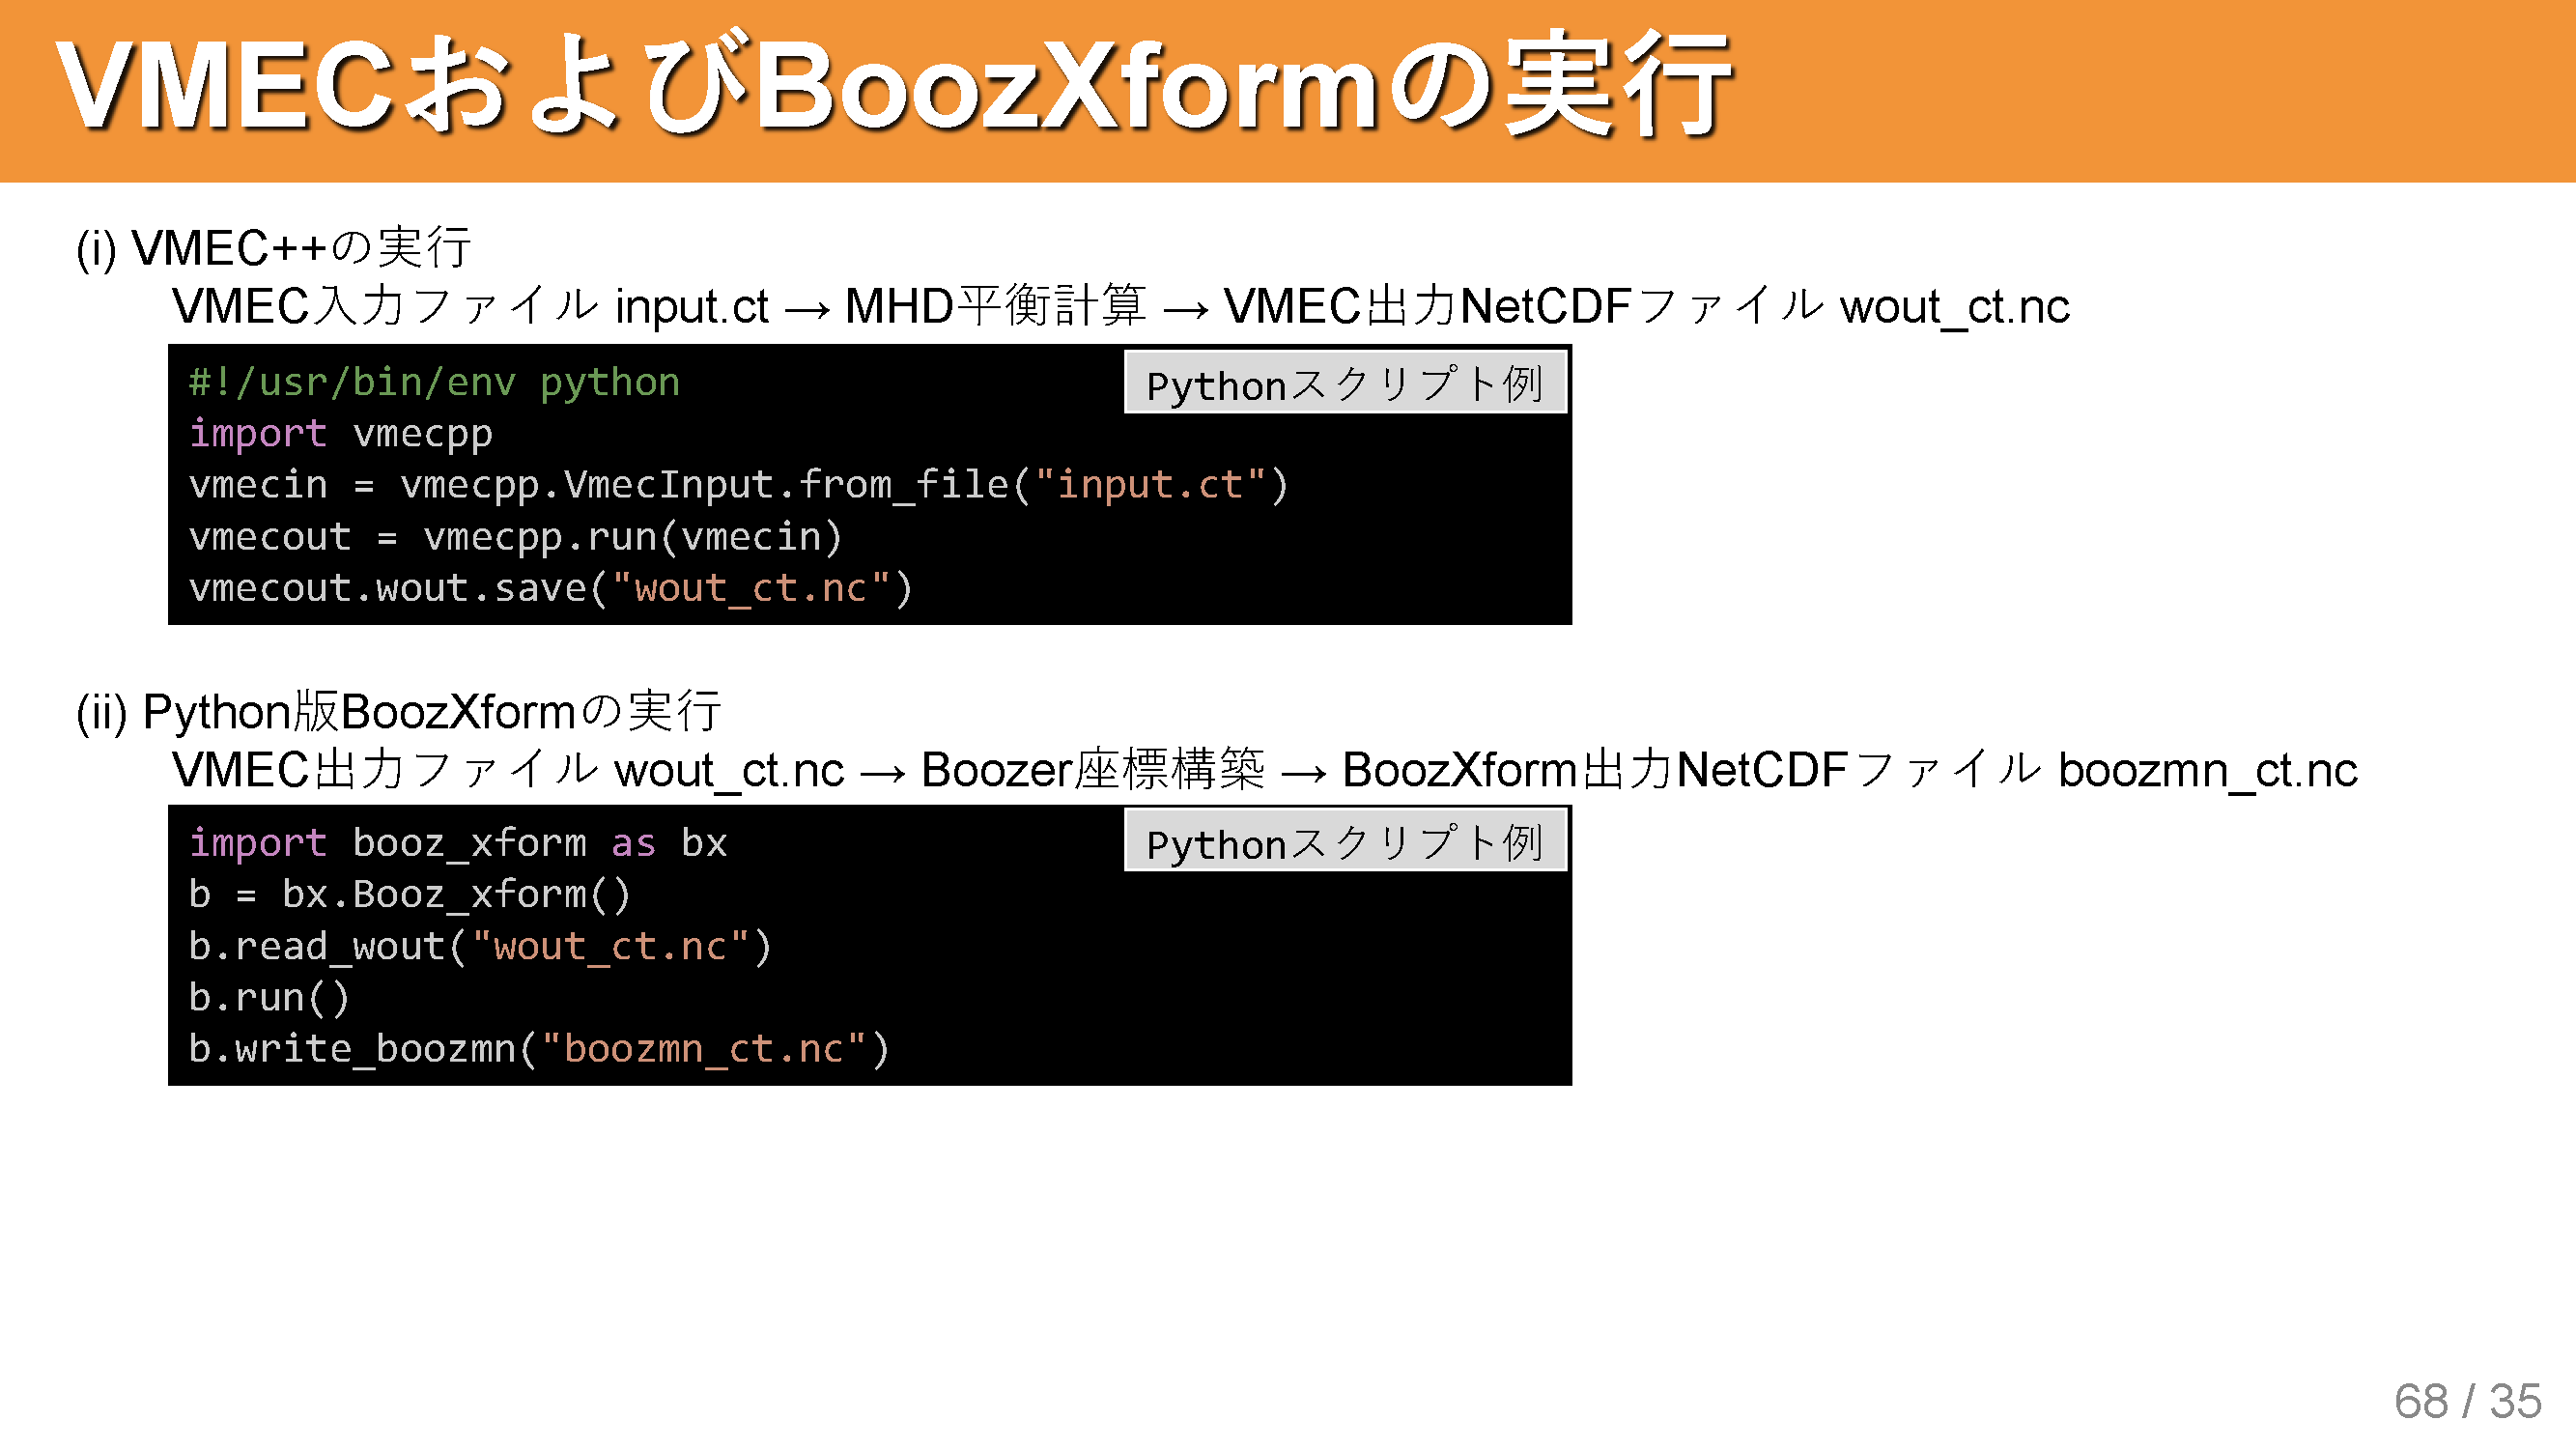 VMECおよびBoozXformの実行
(i) VMEC++の実行
VMEC入力ファイル input.ct → MHD平衡計算 → VMEC出力NetCDFファイル wout_ct.nc
Pythonスクリプト例
#!/usr/bin/env python
import vmecpp
vmecin = vmecpp.VmecInput.from_file("input.ct")
vmecout = vmecpp.run(vmecin)
vmecout.wout.save("wout_ct.nc")
(ii) Python版BoozXformの実行
VMEC出力ファイル wout_ct.nc → Boozer座標構築 → BoozXform出力NetCDFファイル boozmn_ct.nc
Pythonスクリプト例
import booz_xform as bx
b = bx.Booz_xform()
b.read_wout("wout_ct.nc")
b.run()
b.write_boozmn("boozmn_ct.nc")
68 / 35